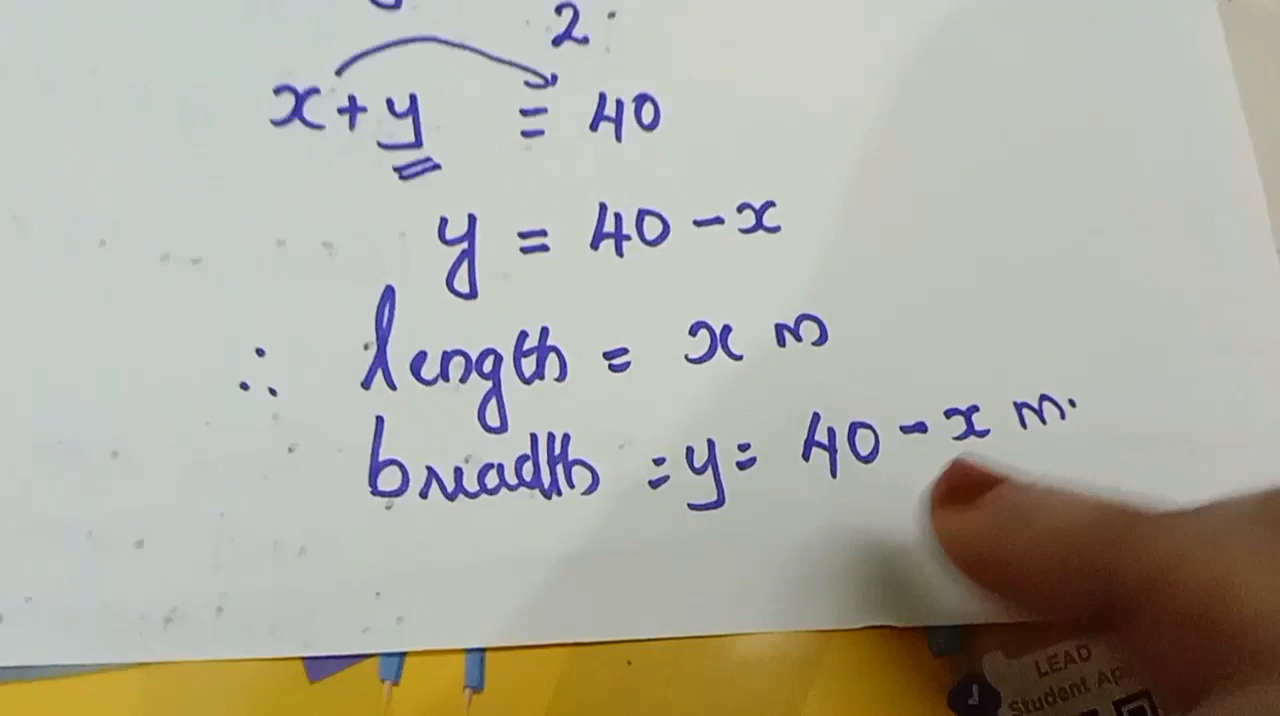 2
x + y = 40
y = 40 - x
∴ length = x m
breadth = y = 40 - x m.
LEAD
Student Ap